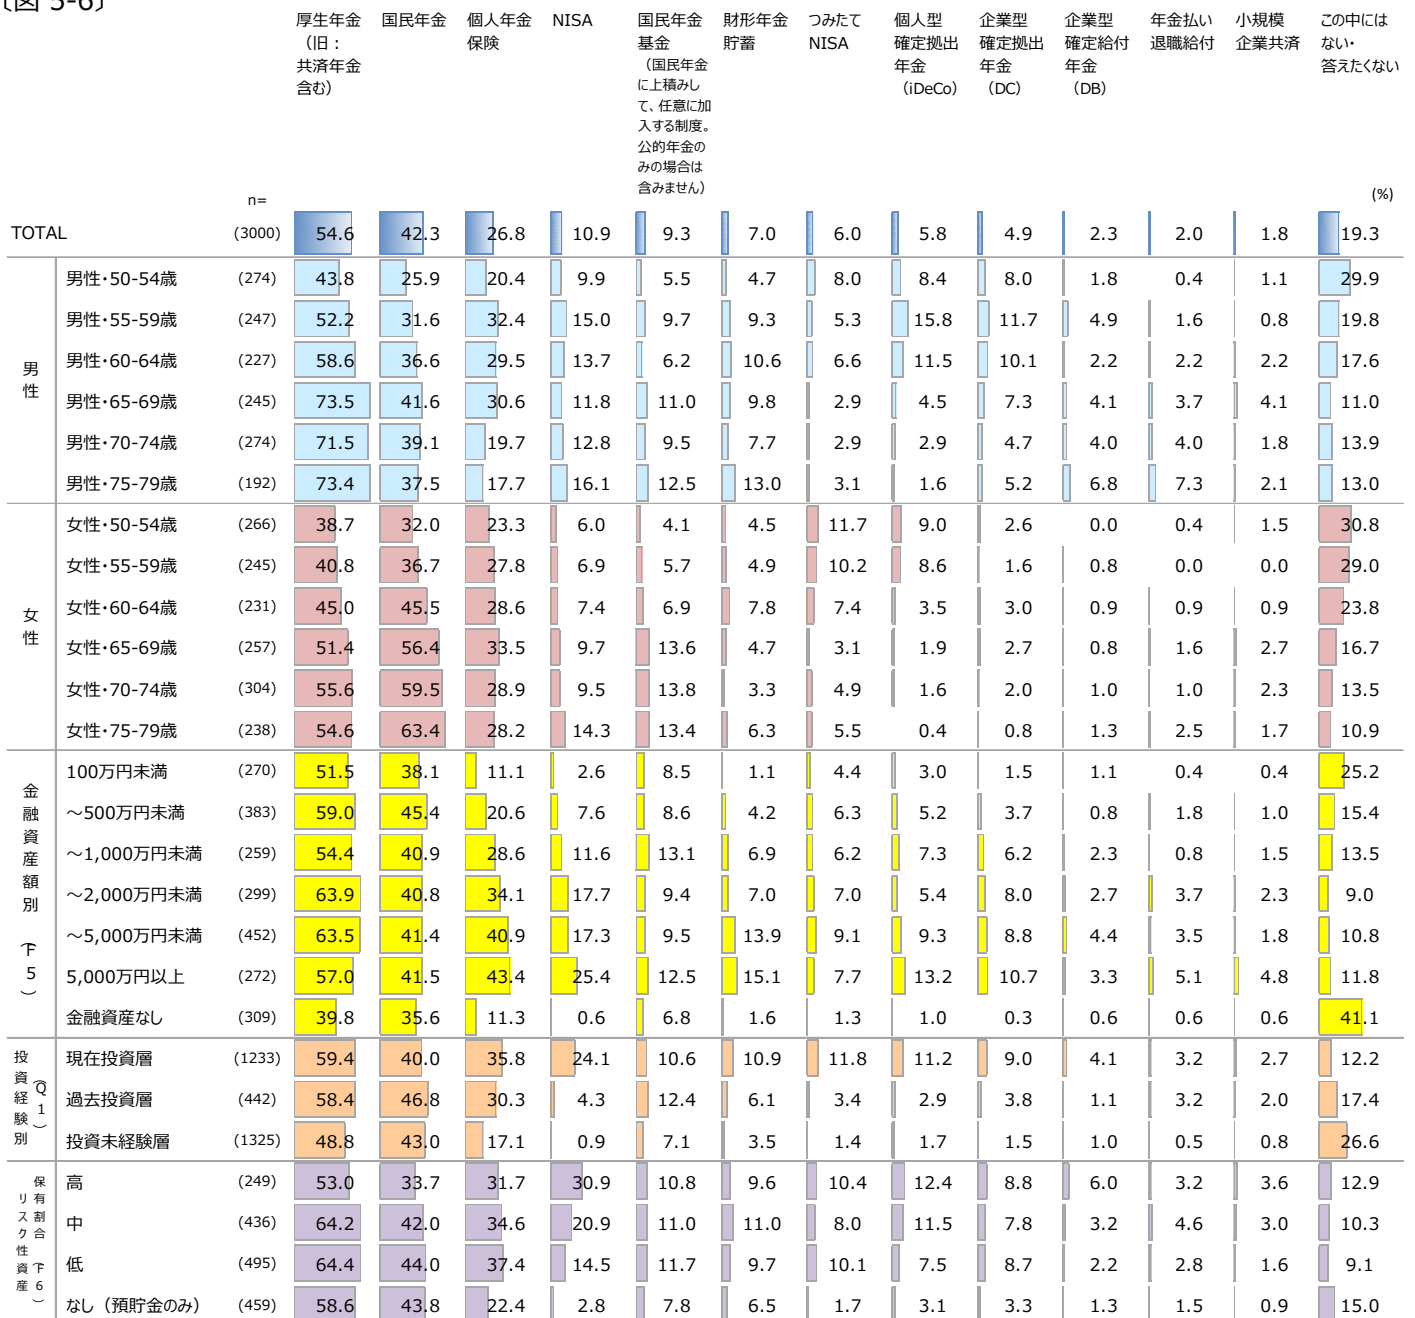 〔図 5-6〕
厚生年金
（旧：
共済年金
含む）
国民年金
個人年金
保険
NISA
国民年金
基金
（国民年金
に上積みし
て、任意に加
入する制度。
公的年金の
みの場合は
含みません）
財形年金
貯蓄
つみたて
NISA
個人型
確定拠出
年金
（iDeCo）
企業型
確定拠出
年金
（DC）
企業型
確定給付
年金
（DB）
年金払い
退職給付
小規模
企業共済
この中には
ない・
答えたくない
n=
(%)
TOTAL (3000) 54.6 42.3 26.8 10.9 9.3 7.0 6.0 5.8 4.9 2.3 2.0 1.8 19.3
男性
男性・50-54歳 (274) 43.8 25.9 20.4 9.9 5.5 4.7 8.0 8.4 8.0 1.8 0.4 1.1 29.9
男性・55-59歳 (247) 52.2 31.6 32.4 15.0 9.7 9.3 5.3 15.8 11.7 4.9 1.6 0.8 19.8
男性・60-64歳 (227) 58.6 36.6 29.5 13.7 6.2 10.6 6.6 11.5 10.1 2.2 2.2 2.2 17.6
男性・65-69歳 (245) 73.5 41.6 30.6 11.8 11.0 9.8 2.9 4.5 7.3 4.1 3.7 4.1 11.0
男性・70-74歳 (274) 71.5 39.1 19.7 12.8 9.5 7.7 2.9 2.9 4.7 4.0 4.0 1.8 13.9
男性・75-79歳 (192) 73.4 37.5 17.7 16.1 12.5 13.0 3.1 1.6 5.2 6.8 7.3 2.1 13.0
女性
女性・50-54歳 (266) 38.7 32.0 23.3 6.0 4.1 4.5 11.7 9.0 2.6 0.0 0.4 1.5 30.8
女性・55-59歳 (245) 40.8 36.7 27.8 6.9 5.7 4.9 10.2 8.6 1.6 0.8 0.0 0.0 29.0
女性・60-64歳 (231) 45.0 45.5 28.6 7.4 6.9 7.8 7.4 3.5 3.0 0.9 0.9 0.9 23.8
女性・65-69歳 (257) 51.4 56.4 33.5 9.7 13.6 4.7 3.1 1.9 2.7 0.8 1.6 2.7 16.7
女性・70-74歳 (304) 55.6 59.5 28.9 9.5 13.8 3.3 4.9 1.6 2.0 1.0 1.0 2.3 13.5
女性・75-79歳 (238) 54.6 63.4 28.2 14.3 13.4 6.3 5.5 0.4 0.8 1.3 2.5 1.7 10.9
金融資産額別（F5）
100万円未満 (270) 51.5 38.1 11.1 2.6 8.5 1.1 4.4 3.0 1.5 1.1 0.4 0.4 25.2
～500万円未満 (383) 59.0 45.4 20.6 7.6 8.6 4.2 6.3 5.2 3.7 0.8 1.8 1.0 15.4
～1,000万円未満 (259) 54.4 40.9 28.6 11.6 13.1 6.9 6.2 7.3 6.2 2.3 0.8 1.5 13.5
～2,000万円未満 (299) 63.9 40.8 34.1 17.7 9.4 7.0 7.0 5.4 8.0 2.7 3.7 2.3 9.0
～5,000万円未満 (452) 63.5 41.4 40.9 17.3 9.5 13.9 9.1 9.3 8.8 4.4 3.5 1.8 10.8
5,000万円以上 (272) 57.0 41.5 43.4 25.4 12.5 15.1 7.7 13.2 10.7 3.3 5.1 4.8 11.8
金融資産なし (309) 39.8 35.6 11.3 0.6 6.8 1.6 1.3 1.0 0.3 0.6 0.6 0.6 41.1
投資経験別（Q1）
現在投資層 (1233) 59.4 40.0 35.8 24.1 10.6 10.9 11.8 11.2 9.0 4.1 3.2 2.7 12.2
過去投資層 (442) 58.4 46.8 30.3 4.3 12.4 6.1 3.4 2.9 3.8 1.1 3.2 2.0 17.4
投資未経験層 (1325) 48.8 43.0 17.1 0.9 7.1 3.5 1.4 1.7 1.5 1.0 0.5 0.8 26.6
リスク性資産
保有割合（F6）
高 (249) 53.0 33.7 31.7 30.9 10.8 9.6 10.4 12.4 8.8 6.0 3.2 3.6 12.9
中 (436) 64.2 42.0 34.6 20.9 11.0 11.0 8.0 11.5 7.8 3.2 4.6 3.0 10.3
低 (495) 64.4 44.0 37.4 14.5 11.7 9.7 10.1 7.5 8.7 2.2 2.8 1.6 9.1
なし（預貯金のみ） (459) 58.6 43.8 22.4 2.8 7.8 6.5 1.7 3.1 3.3 1.3 1.5 0.9 15.0